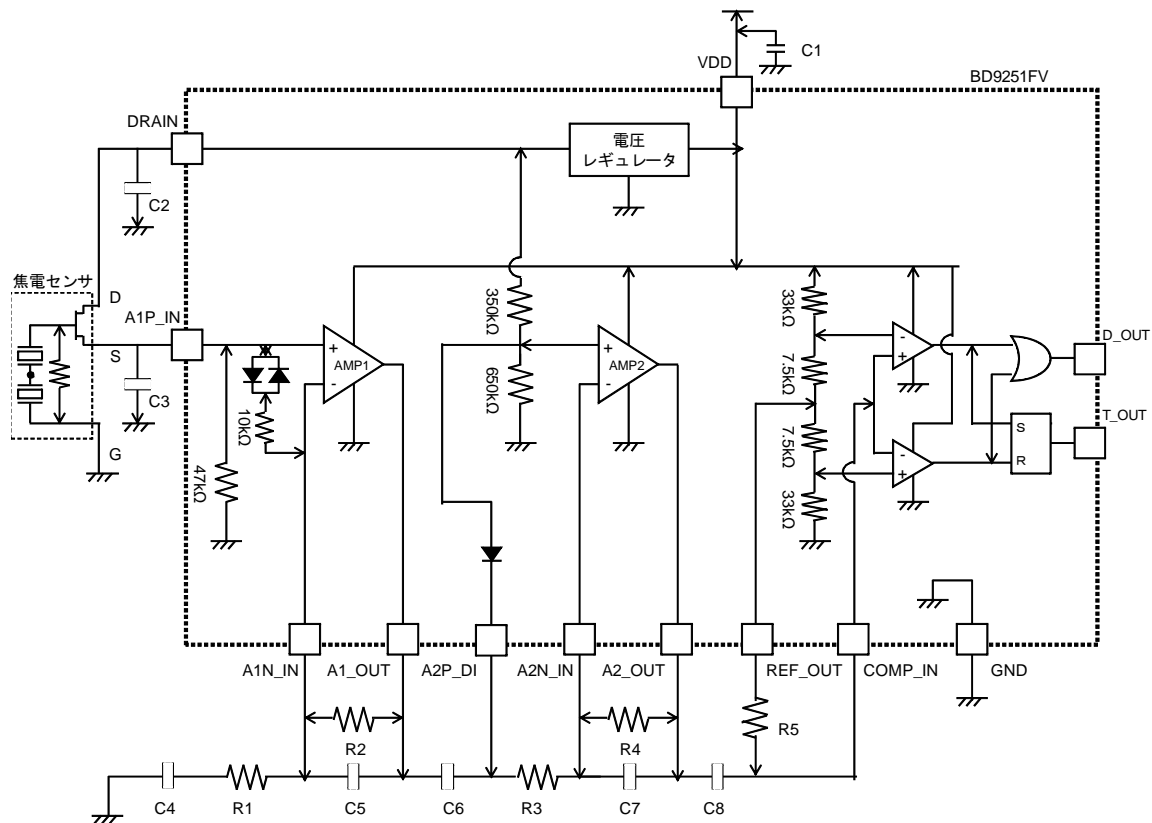 C1
VDD
BD9251FV
DRAIN
電圧
レギュレータ
C2
焦電センサ
D
A1P_IN
S
C3
G
350kΩ
33kΩ
+
-
AMP1
10kΩ
47kΩ
+
-
AMP2
650kΩ
7.5kΩ
7.5kΩ
33kΩ
-
+
-
+
D_OUT
T_OUT
S
R
A1N_IN
A1_OUT
A2P_DI
A2N_IN
A2_OUT
REF_OUT
COMP_IN
GND
R2
R4
R5
C4
R1
C5
C6
R3
C7
C8